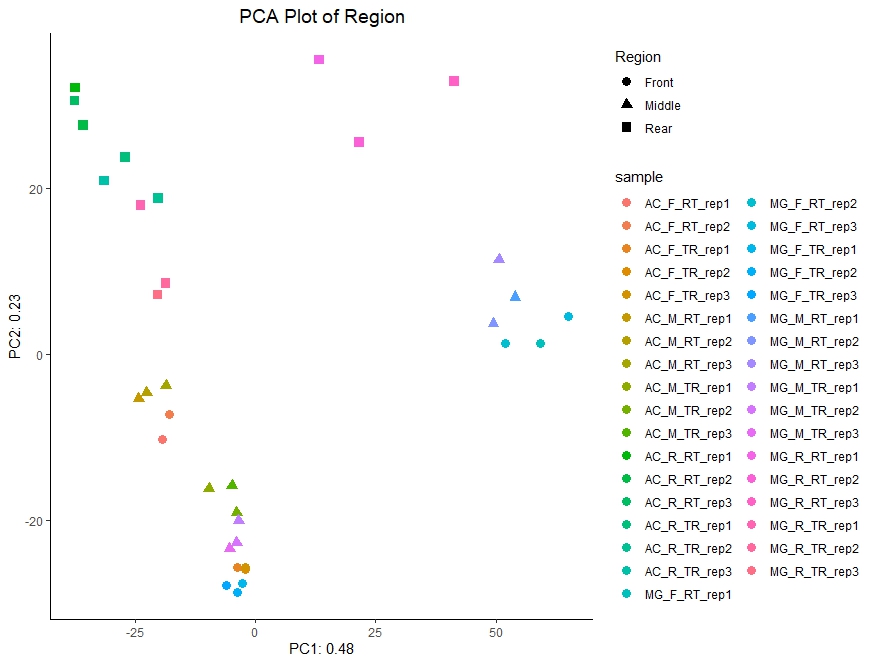 PCA Plot of Region
20
0
-20
PC2: 0.23
-25
0
25
50
PC1: 0.48
Region
Front
Middle
Rear
sample
AC_F_RT_rep1
AC_F_RT_rep2
AC_F_TR_rep1
AC_F_TR_rep2
AC_F_TR_rep3
AC_M_RT_rep1
AC_M_RT_rep2
AC_M_RT_rep3
AC_M_TR_rep1
AC_M_TR_rep2
AC_M_TR_rep3
AC_R_RT_rep1
AC_R_RT_rep2
AC_R_RT_rep3
AC_R_TR_rep1
AC_R_TR_rep2
AC_R_TR_rep3
MG_F_RT_rep1
MG_F_RT_rep2
MG_F_RT_rep3
MG_F_TR_rep1
MG_F_TR_rep2
MG_F_TR_rep3
MG_M_RT_rep1
MG_M_RT_rep2
MG_M_RT_rep3
MG_M_TR_rep1
MG_M_TR_rep2
MG_M_TR_rep3
MG_R_RT_rep1
MG_R_RT_rep2
MG_R_RT_rep3
MG_R_TR_rep1
MG_R_TR_rep2
MG_R_TR_rep3